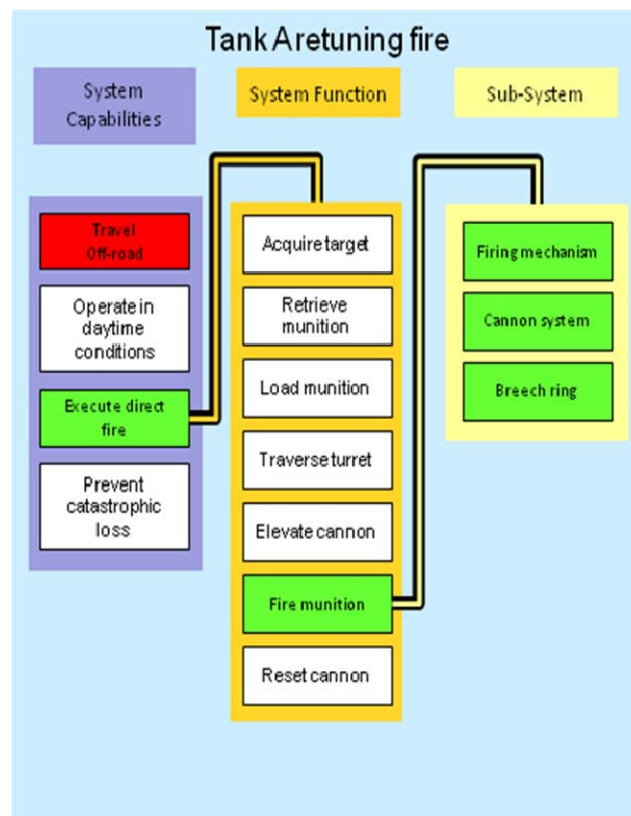 Tank Aretuning fire
System
Capabilities
System Function
Sub-System
Travel
Off-road
Operate in
daytime
conditions
Execute direct
fire
Prevent
catastrophic
loss
Acquire target
Retrieve
munition
Load munition
Traverse turret
Elevate cannon
Fire munition
Reset cannon
Firing mechanism
Cannon system
Breech ring